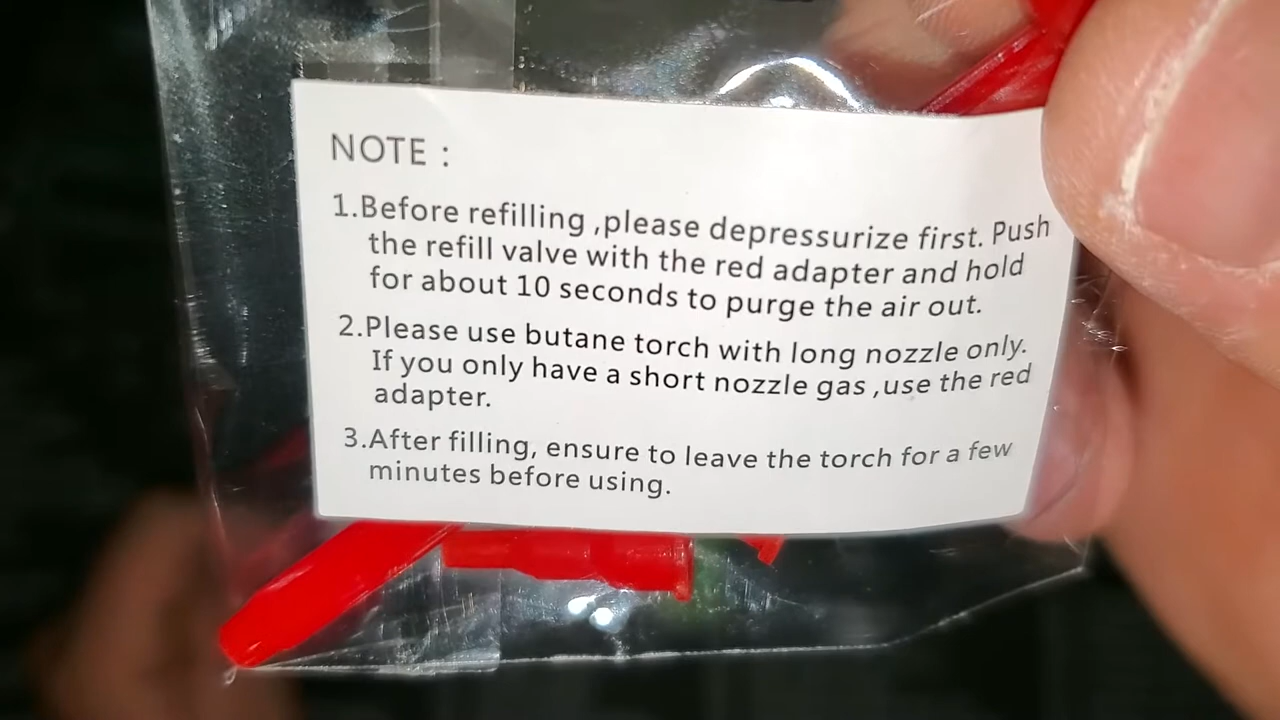 NOTE :
1.Before refilling ,please depressurize first. Push
the refill valve with the red adapter and hold
for about 10 seconds to purge the air out.
2.Please use butane torch with long nozzle only.
If you only have a short nozzle gas ,use the red
adapter.
3.After filling, ensure to leave the torch for a few
minutes before using.